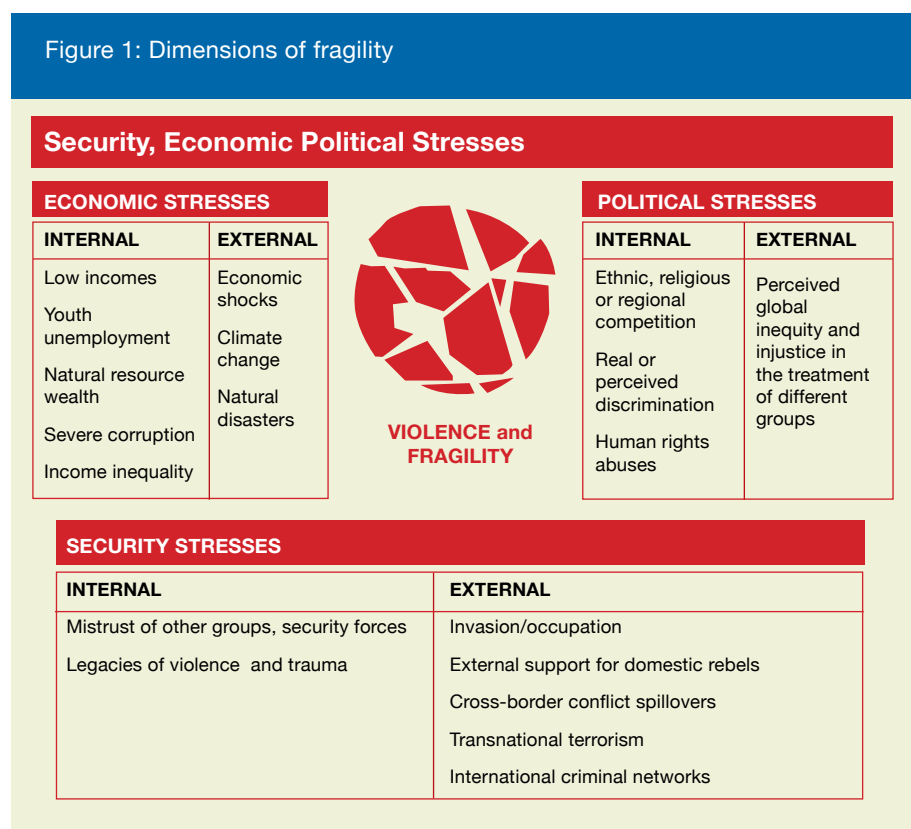 Figure 1: Dimensions of fragility
Security, Economic Political Stresses
ECONOMIC STRESSES
INTERNAL
Low incomes
Youth
unemployment
Natural resource
wealth
Severe corruption
Income inequality
EXTERNAL
Economic
shocks
Climate
change
Natural
disasters
VIOLENCE and
FRAGILITY
POLITICAL STRESSES
INTERNAL
Ethnic, religious
or regional
competition
Real or
perceived
discrimination
Human rights
abuses
EXTERNAL
Perceived
global
inequity and
injustice in
the treatment
of different
groups
SECURITY STRESSES
INTERNAL
Mistrust of other groups, security forces
Legacies of violence and trauma
EXTERNAL
Invasion/occupation
External support for domestic rebels
Cross-border conflict spillovers
Transnational terrorism
International criminal networks